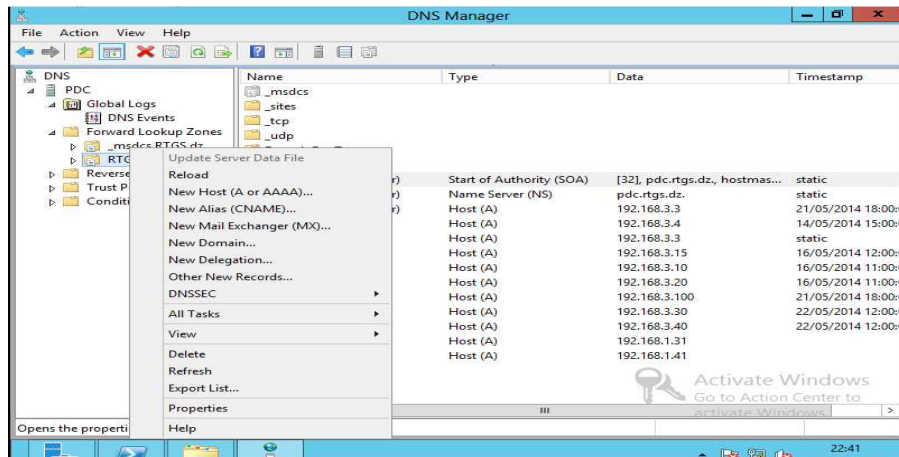 DNS Manager
File Action View Help
DNS
PDC
Global Logs
DNS Events
Forward Lookup Zones
_msdcs.RTGS.dz
RTG
Reverse
Trust P
Conditi
Name Type Data Timestamp
_msdcs
_sites
_tcp
_udp
r) Start of Authority (SOA) [32], pdc.rtgs.dz., hostmas... static
r) Name Server (NS) pdc.rtgs.dz. static
r) Host (A) 192.168.3.3 21/05/2014 18:00:
Host (A) 192.168.3.4 14/05/2014 15:00:
Host (A) 192.168.3.3 static
Host (A) 192.168.3.15 16/05/2014 12:00:
Host (A) 192.168.3.10 16/05/2014 11:00:
Host (A) 192.168.3.20 16/05/2014 11:00:
Host (A) 192.168.3.100 21/05/2014 18:00:
Host (A) 192.168.3.30 22/05/2014 12:00:
Host (A) 192.168.3.40 22/05/2014 12:00:
Host (A) 192.168.1.31
Host (A) 192.168.1.41
Update Server Data File
Reload
New Host (A or AAAA)...
New Alias (CNAME)...
New Mail Exchanger (MX)...
New Domain...
New Delegation...
Other New Records...
DNSSEC
All Tasks
View
Delete
Refresh
Export List...
Properties
Help
Activate Windows
Go to Action Center to
activate Windows.
Opens the properti
22:41